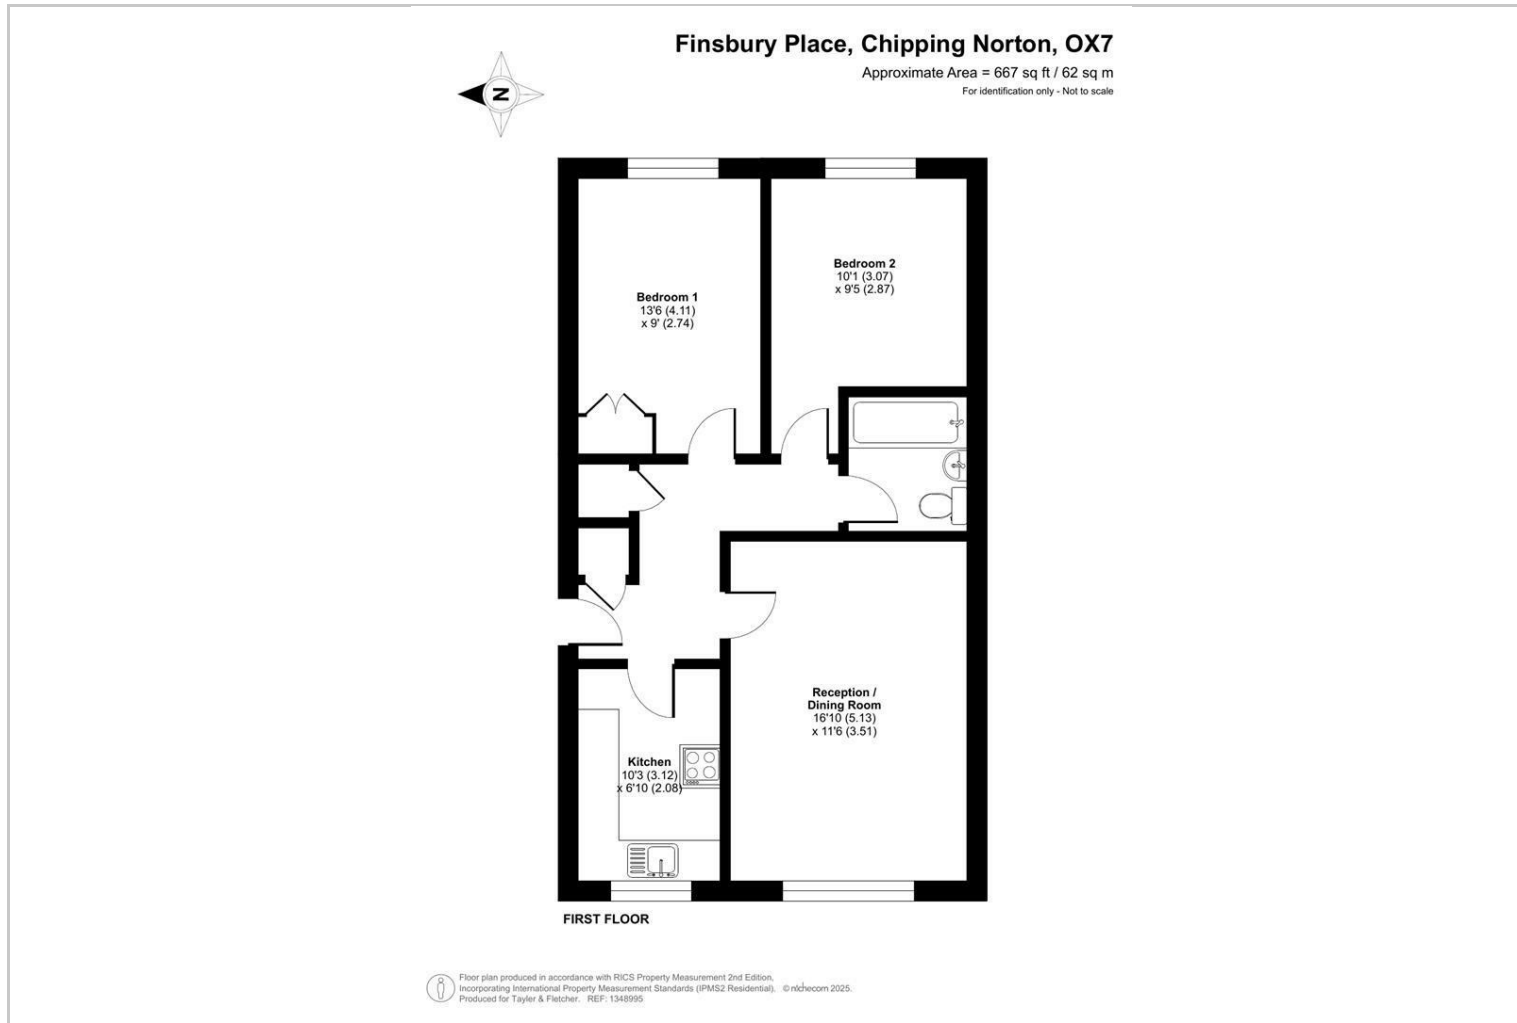 Finsbury Place, Chipping Norton, OX7
Approximate Area = 667 sq ft / 62 sq m
For identification only - Not to scale
N
Bedroom 1
13'6 (4.11)
x 9' (2.74)
Bedroom 2
10'1 (3.07)
x 9'5 (2.87)
Reception /
Dining Room
16'10 (5.13)
x 11'6 (3.51)
Kitchen
10'3 (3.12)
x 6'10 (2.08)
FIRST FLOOR
Floor plan produced in accordance with RICS Property Measurement 2nd Edition.
Incorporating International Property Measurement Standards (IPMS2 Residential). © nichecom 2025.
Produced for Tayler & Fletcher. REF: 1348995